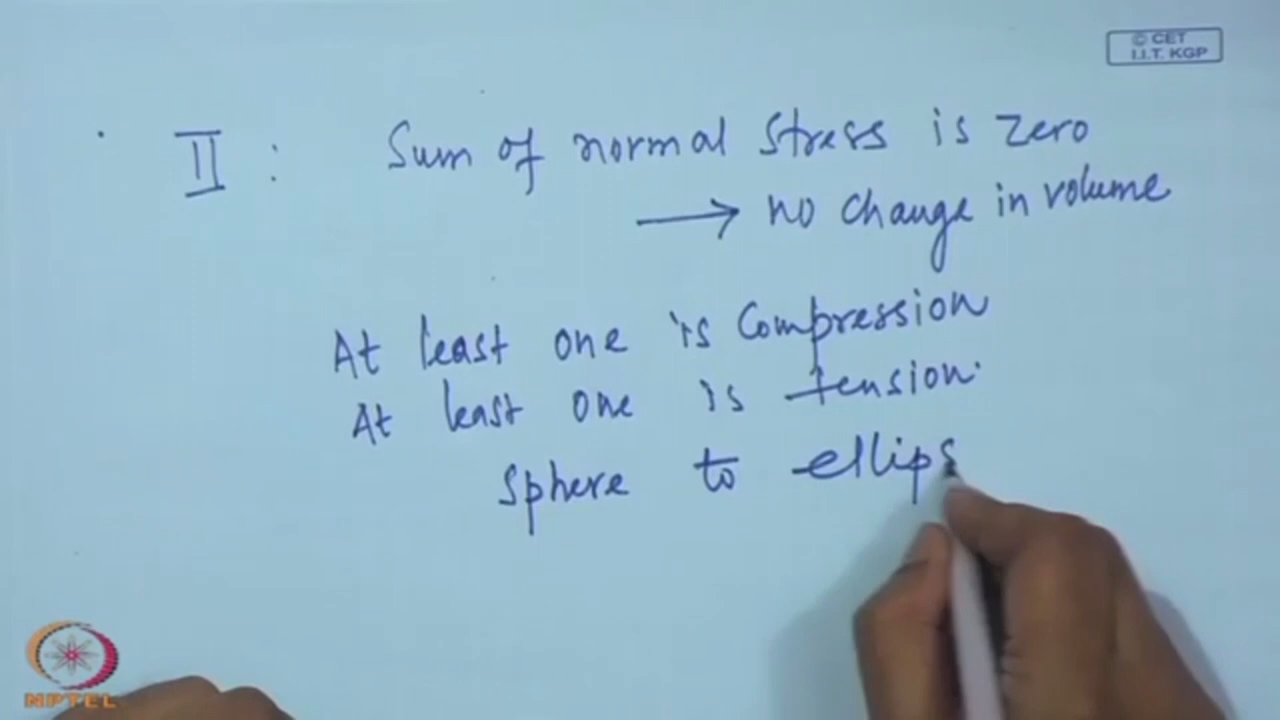 © CET
I.I.T. KGP
II : Sum of normal stress is zero
→ no change in volume
At least one is Compression
At least one is tension.
Sphere to ellips
NPTEL